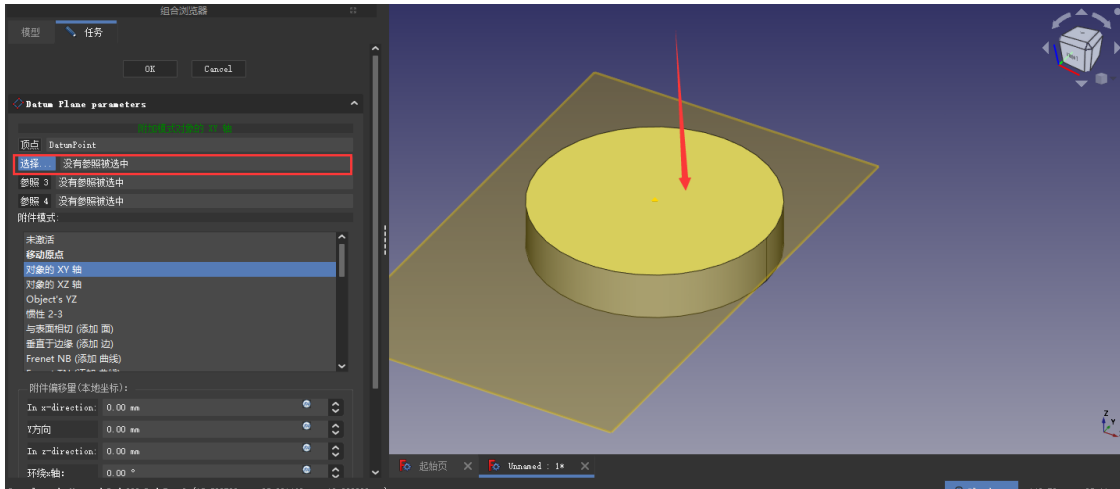 组合浏览器
模型 任务
OK Cancel
Datum Plane parameters
附加模式对象的 XY 轴
顶点 DatumPoint
选择... 没有参照被选中
参照 3 没有参照被选中
参照 4 没有参照被选中
附件模式:
未激活
移动原点
对象的 XY 轴
对象的 XZ 轴
Object's YZ
惯性 2-3
与表面相切 (添加 面)
垂直于边缘 (添加 边)
Frenet NB (添加 曲线)
附件偏移量(本地坐标):
In x-direction: 0.00 mm
Y方向 0.00 mm
In z-direction: 0.00 mm
环绕x轴: 0.00 °
Z
Y
起始页 Unnamed : 1*